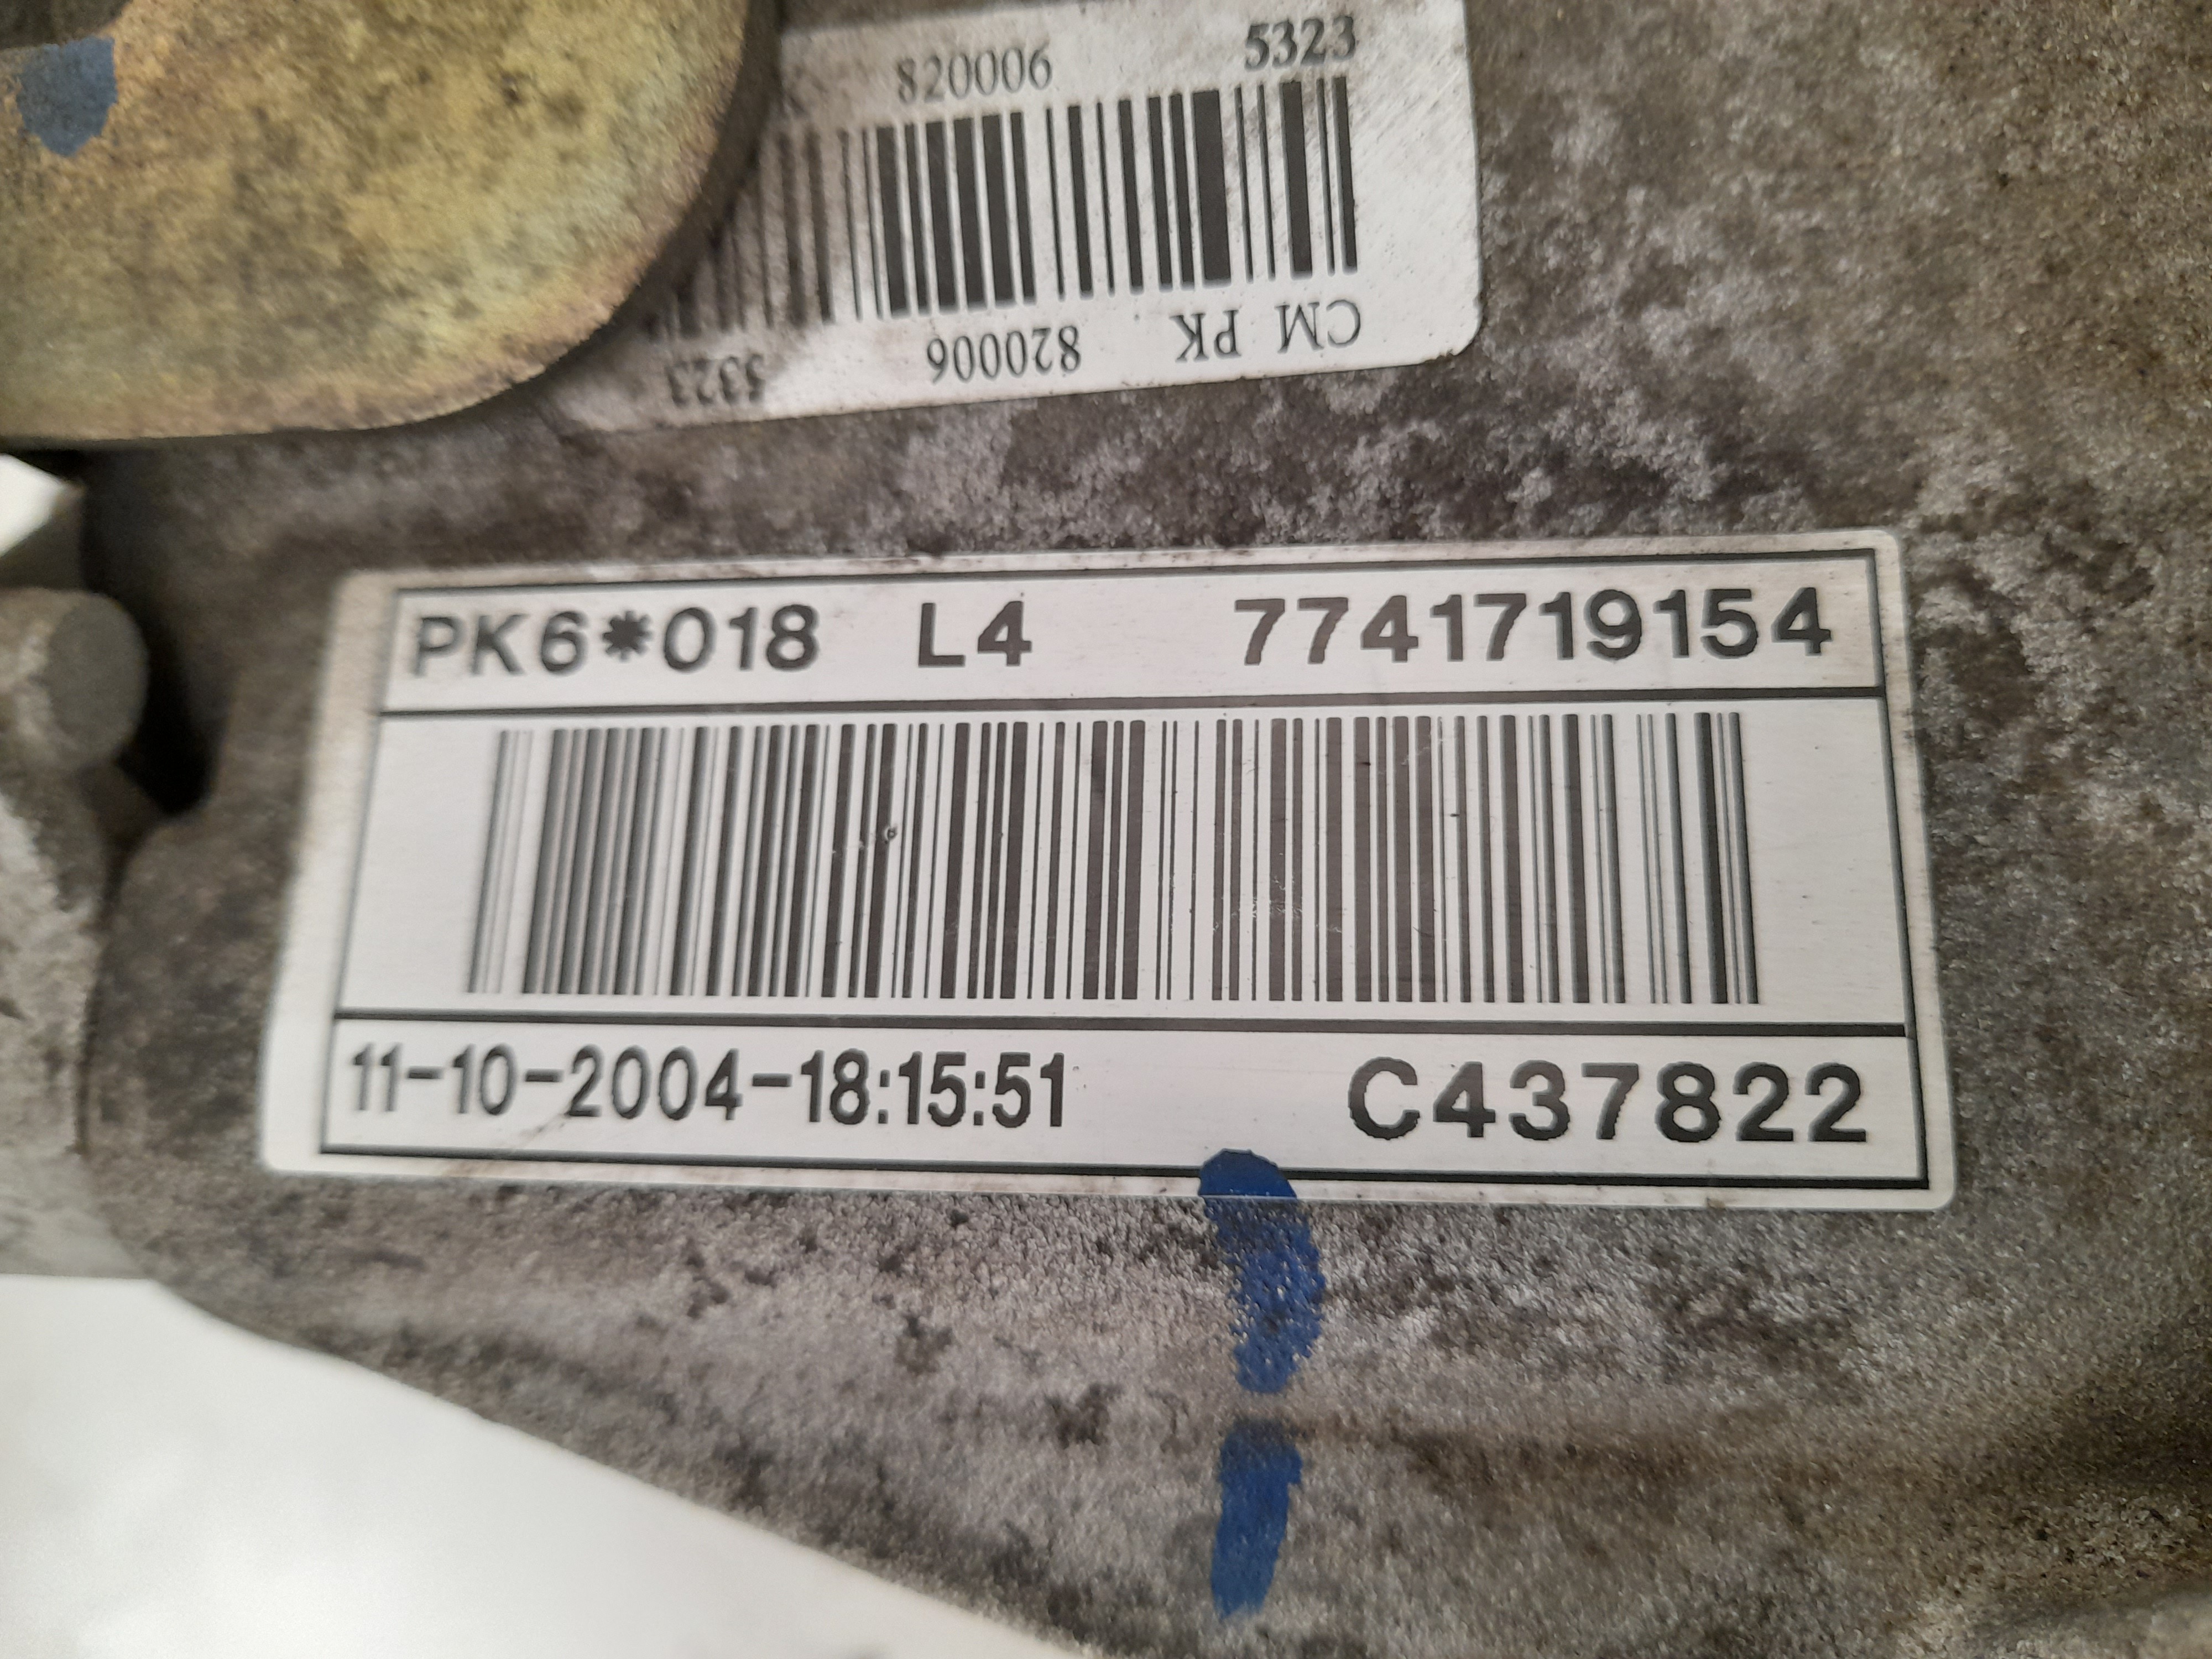 820006 5323
CM PK 820006 5323
PK6*018 L4 7741719154
11-10-2004-18:15:51 C437822